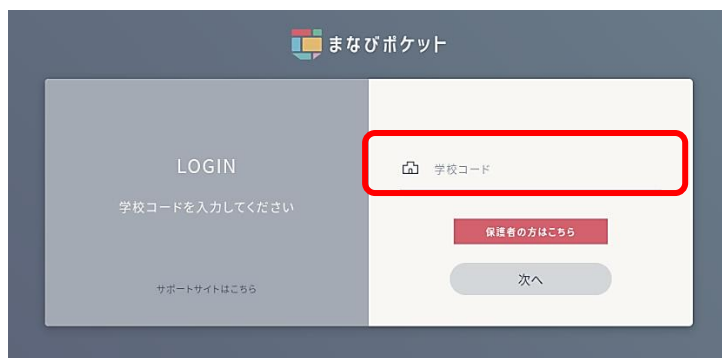 まなびポケット
LOGIN
学校コードを入力してください
サポートサイトはこちら
学校コード
保護者の方はこちら
次へ